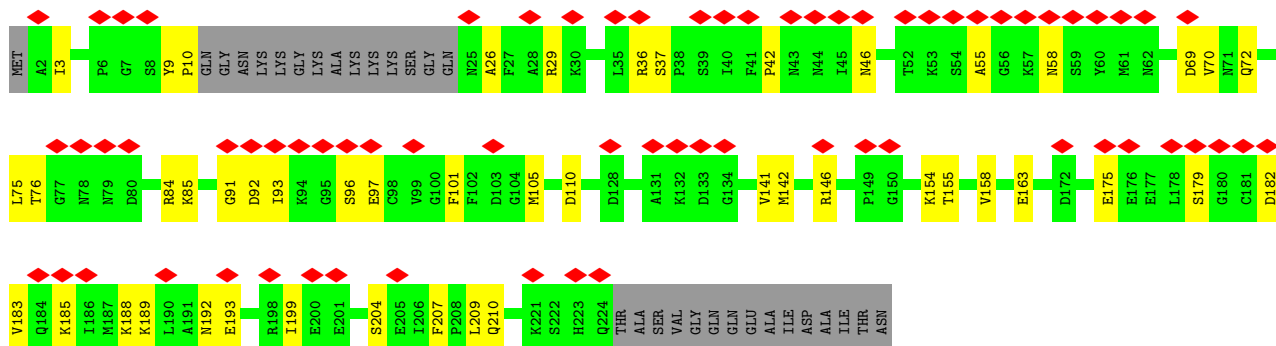 MET A2 I3 P6 G7 S8 Y9 P10 GLN GLY ASN LYS LYS GLY LYS ALA LYS LYS LYS SER GLY GLN N25 A26 F27 A28 R29 K30 L35 R36 S37 P38 S39 I40 F41 P42 N43 N44 I45 N46 T52 K53 S54 A55 G56 K57 N58 S59 Y60 M61 N62 D69 V70 N71 Q72
L75 T76 G77 N78 N79 D80 R84 K85 G91 D92 I93 K94 G95 S96 E97 C98 V99 G100 F101 F102 D103 G104 M105 D110 D128 A131 K132 D133 G134 V141 M142 R146 P149 G150 K154 T155 V158 E163 D172 E175 E176 E177 L178 S179 G180 C181 D182
V183 Q184 K185 I186 M187 K188 K189 L190 A191 N192 E193 R198 I199 E200 E201 S204 E205 I206 F207 P208 L209 Q210 K221 S222 H223 Q224 THR ALA SER VAL GLY GLN GLN GLU ALA ILE ASP ALA ILE THR ASN